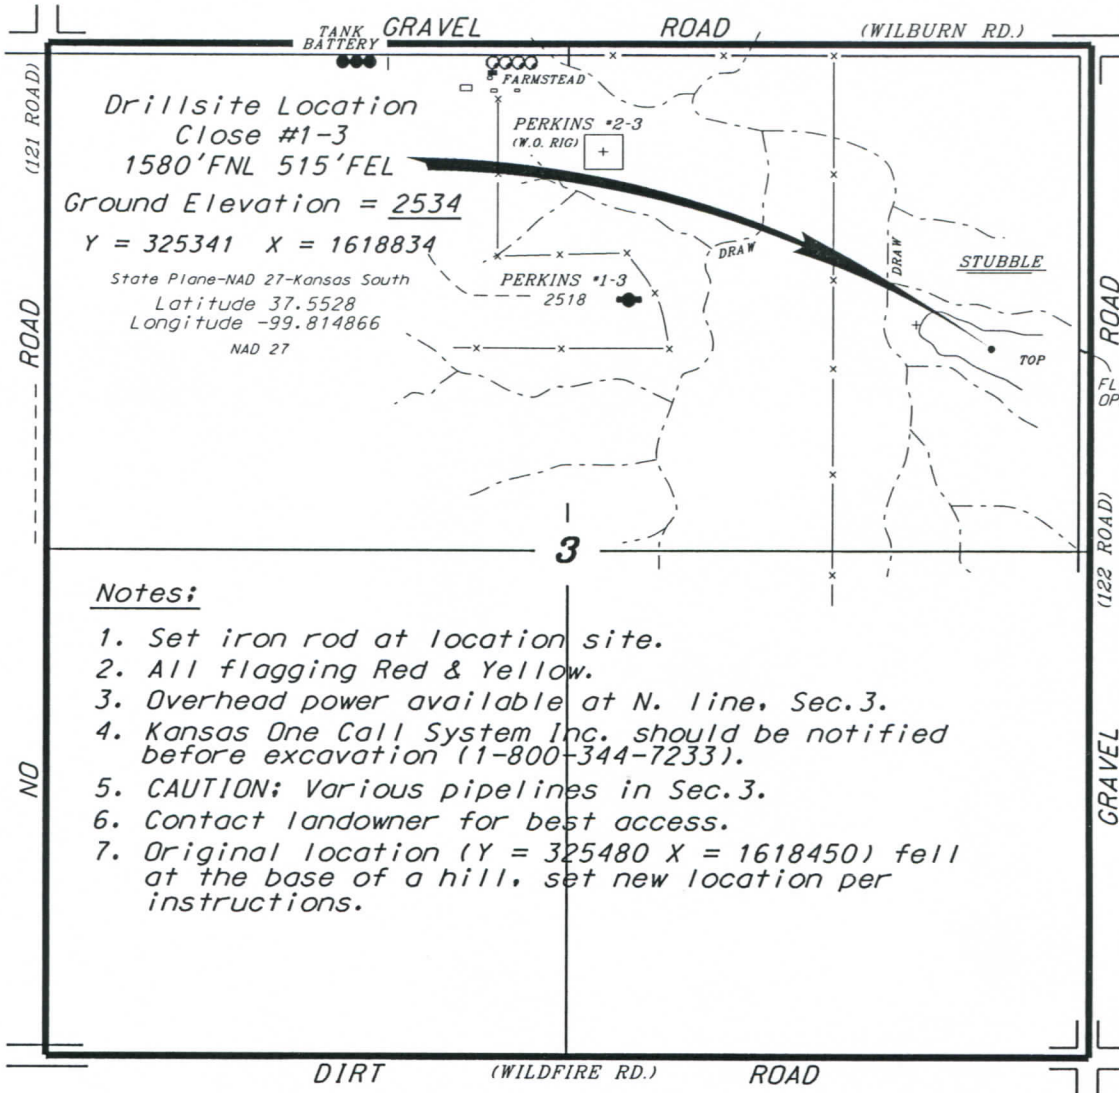 GRAVEL ROAD (WILBURN RD.)
TANK
BATTERY
FARMSTEAD
(121 ROAD)
Drillsite Location
Close #1-3
1580'FNL 515'FEL
Ground Elevation = 2534
Y = 325341 X = 1618834
State Plane-NAD 27-Kansas South
Latitude 37.5528
Longitude -99.814866
NAD 27
PERKINS #2-3
(W.O. RIG)
DRAW
DRAW
STUBBLE
PERKINS #1-3
2518
TOP
ROAD
ROAD
FL
OP
3
(122 ROAD)
Notes:
1. Set iron rod at location site.
2. All flagging Red & Yellow.
3. Overhead power available at N. line, Sec.3.
4. Kansas One Call System Inc. should be notified
before excavation (1-800-344-7233).
5. CAUTION: Various pipelines in Sec.3.
6. Contact landowner for best access.
7. Original location (Y = 325480 X = 1618450) fell
at the base of a hill, set new location per
instructions.
NO
GRAVEL
DIRT (WILDFIRE RD.) ROAD